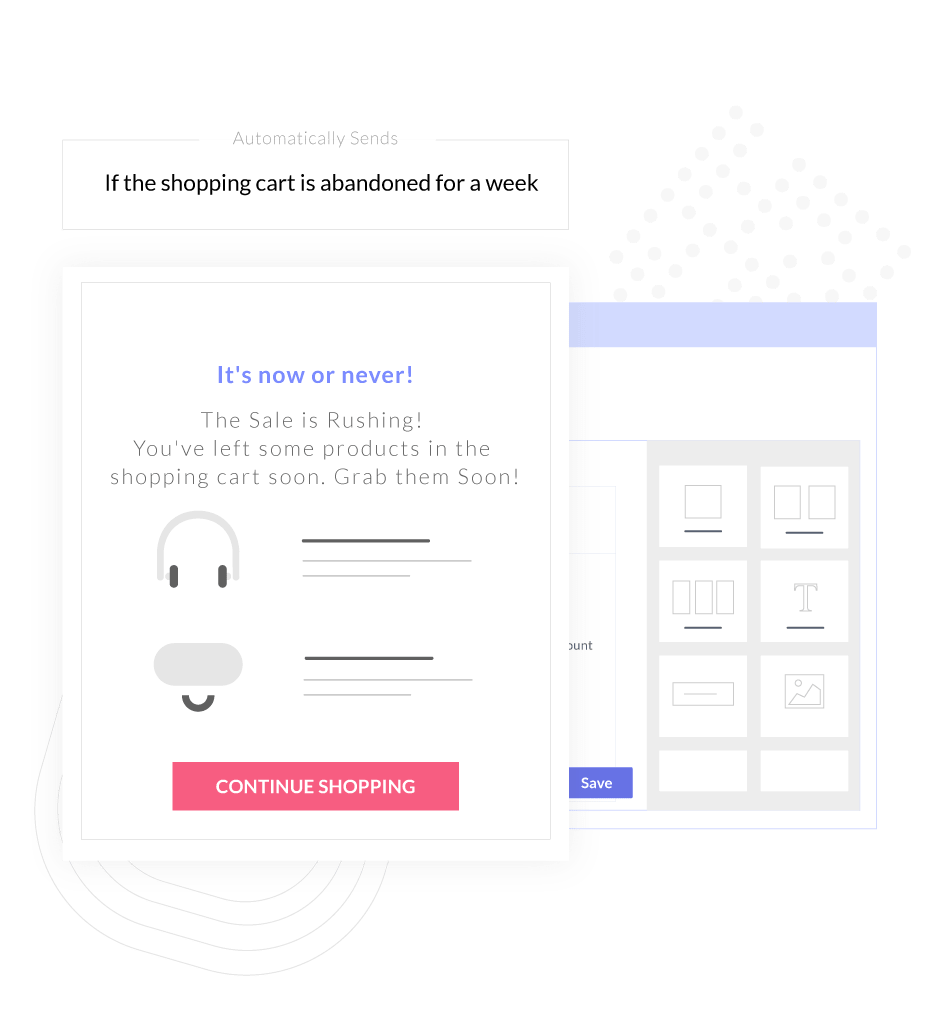 Automatically Sends
If the shopping cart is abandoned for a week
It's now or never!
The Sale is Rushing!
You've left some products in the
shopping cart soon. Grab them Soon!
CONTINUE SHOPPING
ount
Save
T